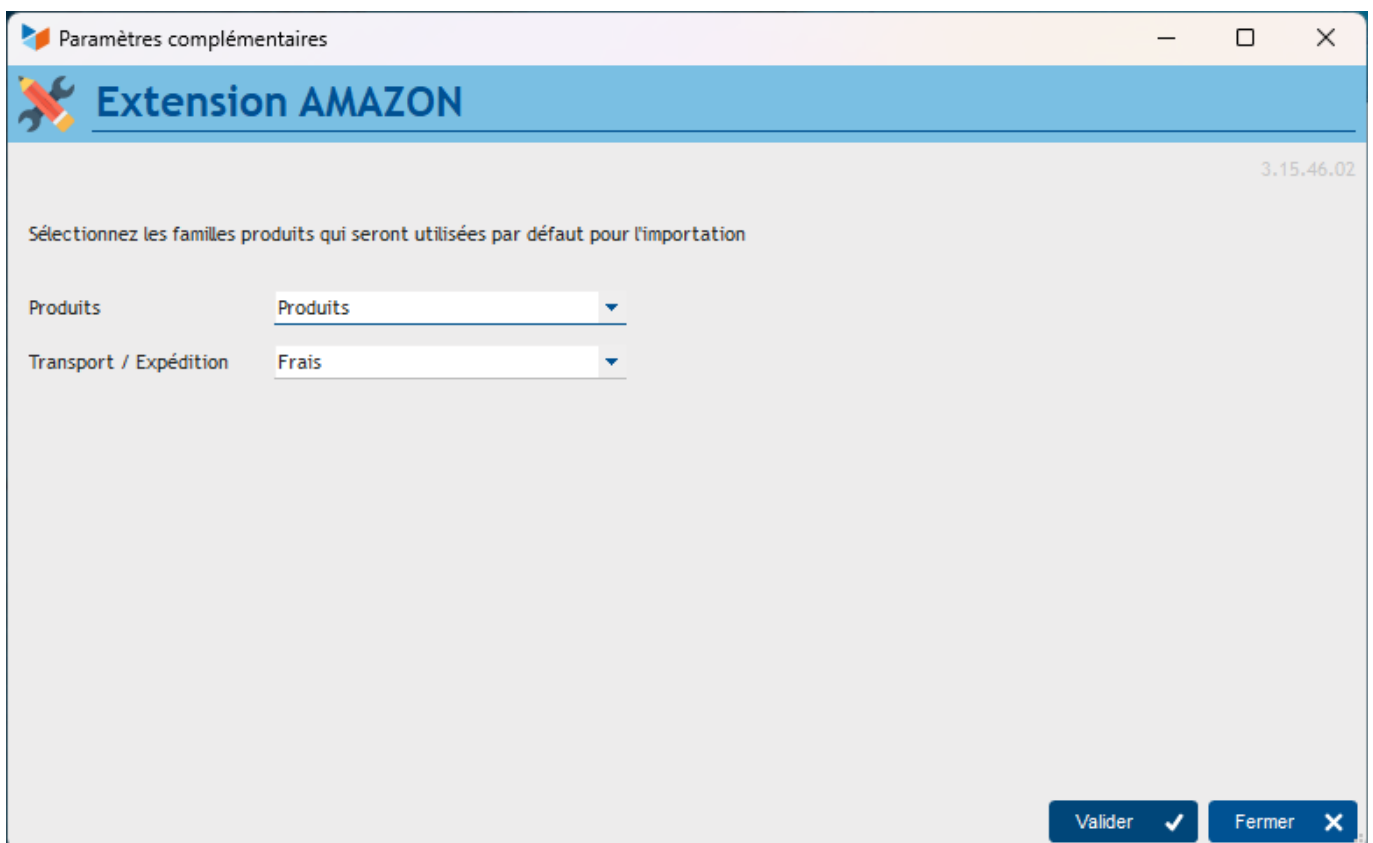 Paramètres complémentaires
Extension AMAZON
3.15.46.02
Sélectionnez les familles produits qui seront utilisées par défaut pour l'importation
Produits Produits
Transport / Expédition Frais
Valider Fermer